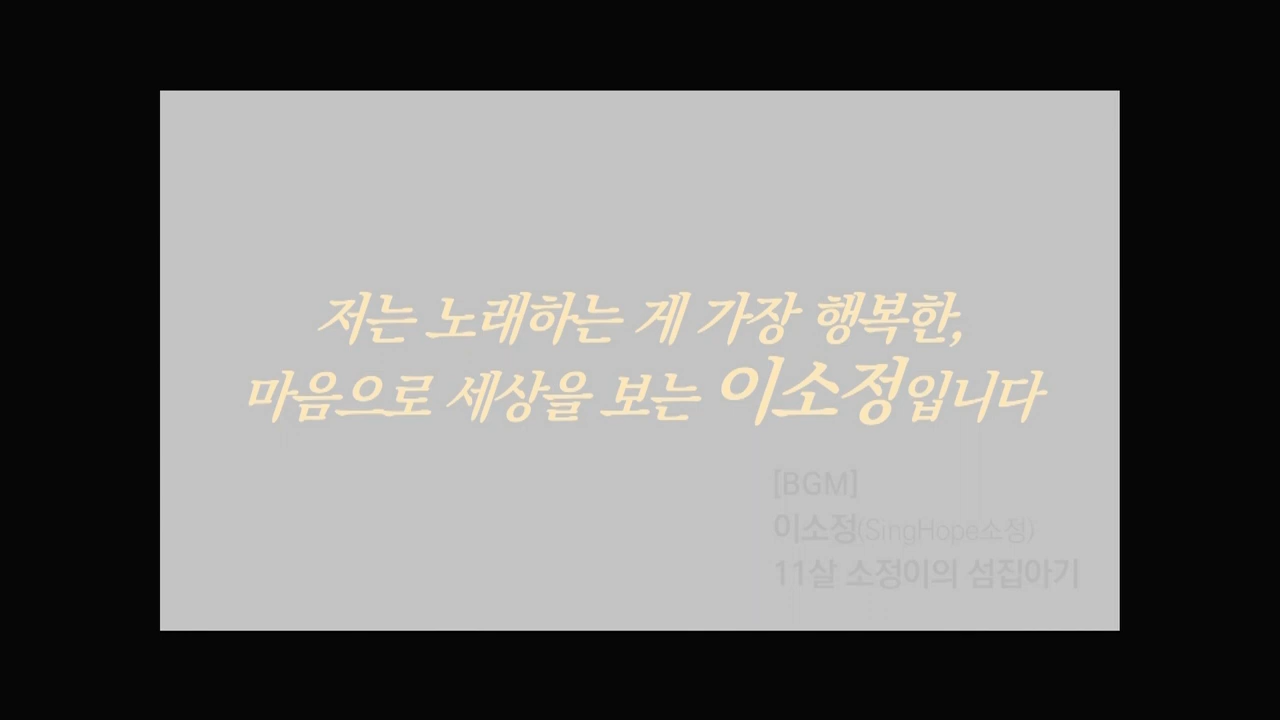 저는 노래하는 게 가장 행복한,
마음으로 세상을 보는 이소정입니다
[BGM]
이소정(SingHope소정)
11살 소정이의 섬집아기